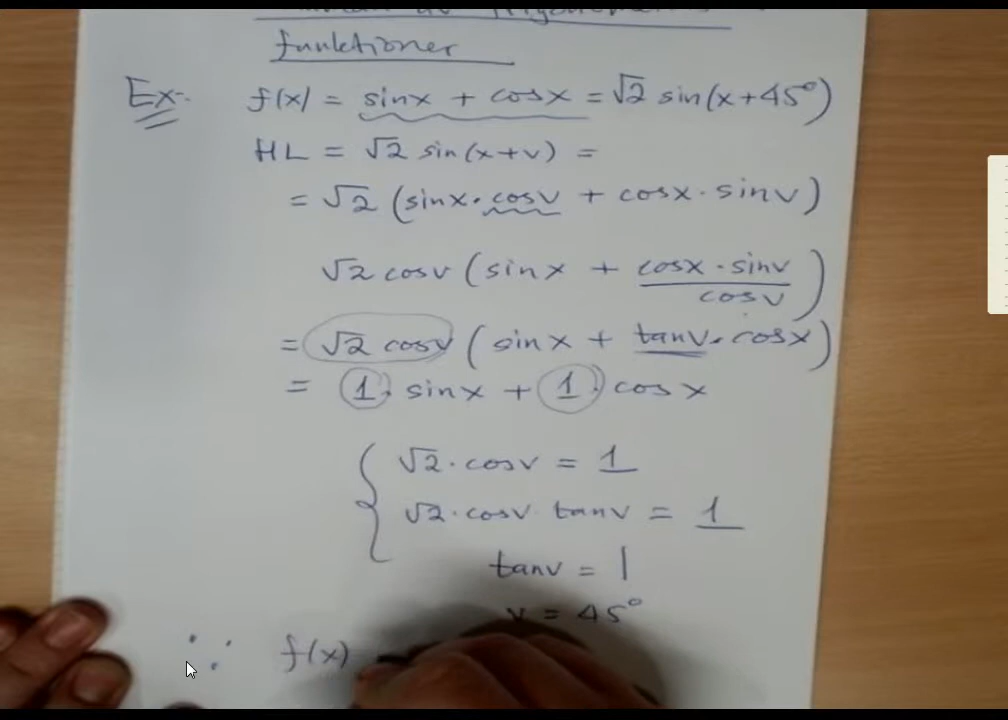 funktioner
Ex. f(x) = sinx + cosx = √2 sin(x+45°)
HL = √2 sin(x+v) =
= √2 (sinx·cosv + cosx·sinv)
√2 cosv (sinx + cosx·sinv / cosv)
= √2 cosv (sinx + tanv·cosx)
= 1· sinx + 1· cosx
√2·cosv = 1
√2·cosv tanv = 1
tanv = 1
v = 45°
∵ f(x)